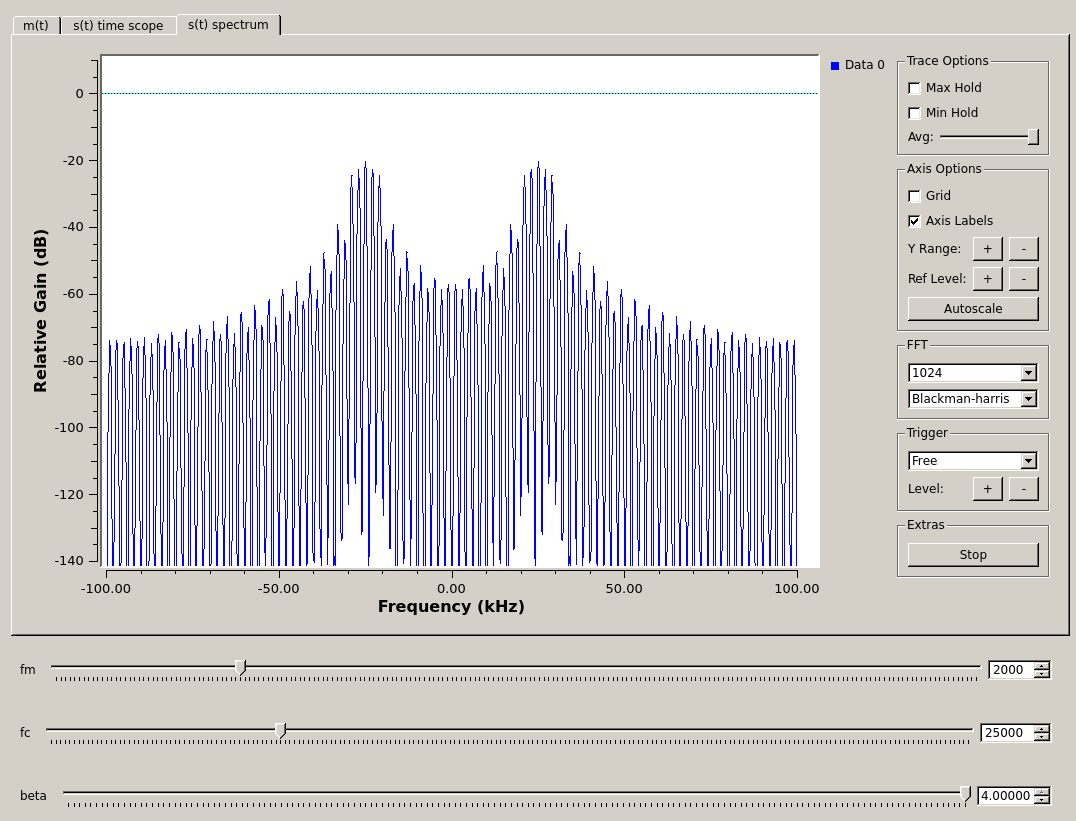 m(t) s(t) time scope s(t) spectrum
Data 0
Relative Gain (dB)
0
-20
-40
-60
-80
-100
-120
-140
-100.00 -50.00 0.00 50.00 100.00
Frequency (kHz)
Trace Options
Max Hold
Min Hold
Avg:
Axis Options
Grid
Axis Labels
Y Range: + -
Ref Level: + -
Autoscale
FFT
1024
Blackman-harris
Trigger
Free
Level: + -
Extras
Stop
fm 2000
fc 25000
beta 4.00000